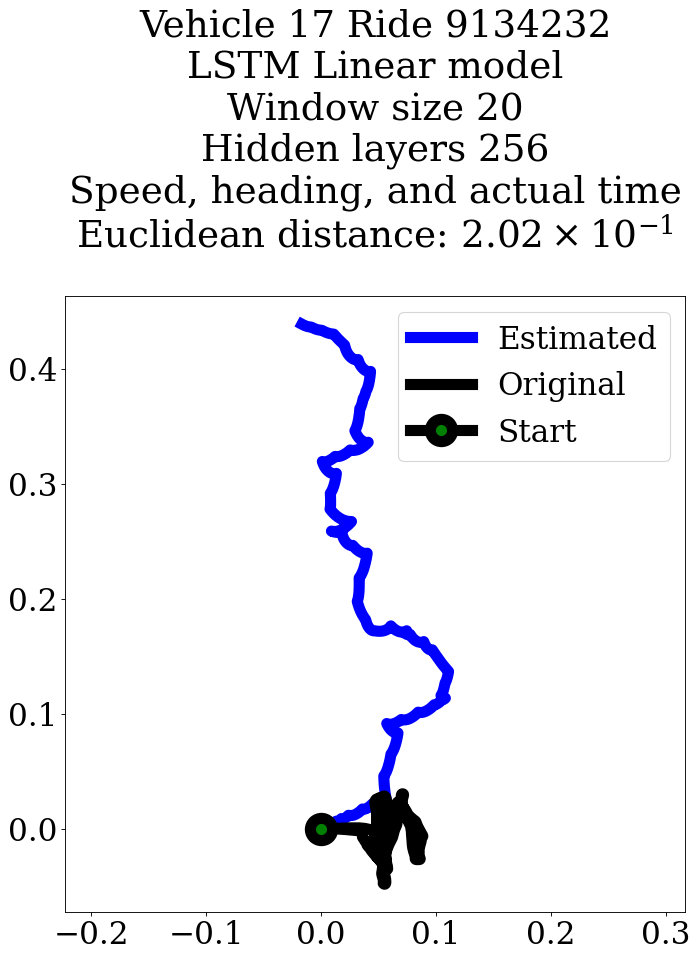 Vehicle 17 Ride 9134232
LSTM Linear model
Window size 20
Hidden layers 256
Speed, heading, and actual time
Euclidean distance: 2.02 × 10⁻¹
Estimated
Original
Start
0.4
0.3
0.2
0.1
0.0
−0.2 −0.1 0.0 0.1 0.2 0.3